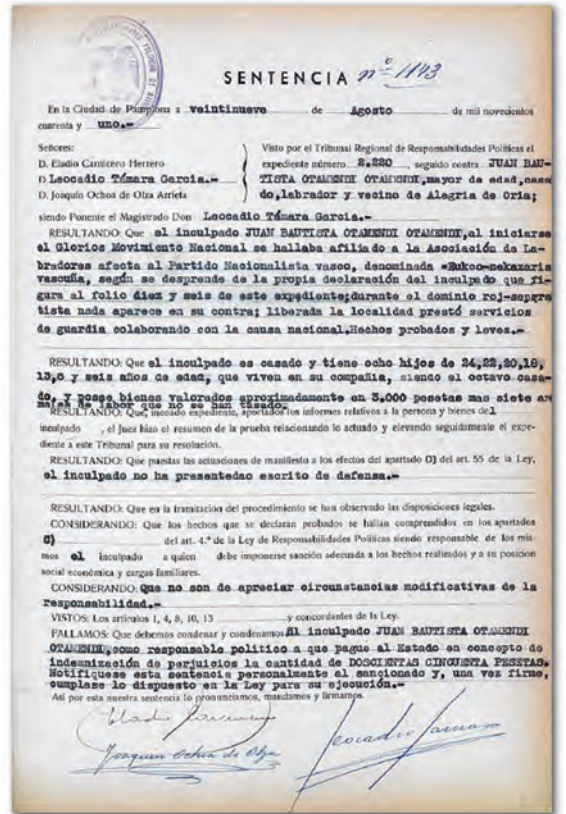 SENTENCIA nº 1143
En la Ciudad de Pamplona a veintinueve de Agosto de mil novecientos
cuarenta y uno.=
Señores:
D. Eladio Carnicero Herrero
D. Leocadio Támara Garcia.=
D. Joaquín Ochoa de Olza Arrieta
Visto por el Tribunal Regional de Responsabilidades Políticas el
expediente número 2.220, seguido contra JUAN BAU-
TISTA OTAMENDI OTAMENDI,mayor de edad,casa
do,labrador y vecino de Alegria de Oria;
siendo Ponente el Magistrado Don Leocadio Támara Garcia.=
RESULTANDO: Que el inculpado JUAN BAUTISTA OTAMENDI OTAMENDI,al iniciarse
el Glorios Movimiento Nacional se hallaba afiliado a la Asociación de La-
bradores afecta al Partido Nacionalista vasco, denominada
vascuña, según se desprende de la propia declaración del inculpado que fi-
gura al folio diez y seis de este expediente;durante el dominio roj-sepqra
tista nada aparece en su contra; liberada la localidad prestó servicios
de guardia colaborando con la causa nacional.Hechos probados y leves.=
RESULTANDO: Que el inculpado es casado y tiene ocho hijos de 24,22,20,18,
13,8 y seis años de edad, que viven en su compañia, siendo el octavo casa-
do, y posee bienes valorados aproximadamente en 3,000 pesetas mas siete
de labor que no se han tasado.
RESULTANDO: Que, incoado expediente, aportados los informes relativos a la persona y bienes del
inculpado , el Juez hizo el resumen de la prueba relacionando lo actuado y elevando seguidamente el expe-
diente a este Tribunal para su resolución.
RESULTANDO: Que puestas las actuaciones de manifiesto a los efectos del apartado D) del art. 55 de la Ley,
el inculpado no ha presentedao escrito de defensa.=
RESULTANDO: Que en la tramitación del procedimiento se han observado las disposiciones legales.
CONSIDERANDO: Que los hechos que se declaran probados se hallan comprendidos en los apartados
C) del art. 4.º de la Ley de Responsabilidades Políticas siendo responsable de los mis-
mos el inculpado a quien debe imponerse sanción adecuada a los hechos realizados y a su posición
social económica y cargas familiares.
CONSIDERANDO: Que no son de apreciar circunstancias modificativas de la
responsabilidad.=
VISTOS: Los artículos 1, 4, 8, 10, 13 y concordantes de la Ley.
FALLAMOS: Que debemos condenar y condenamos al inculpado JUAN BAUTISTA OTAMENDI
OTAMENDI,como responsable politico a que pague al Estado en concepto de
indemnización de perjuicios la cantidad de DOSCIENTAS CINCUENTA PESETAS.
Notifiquese esta sentencia personalmente al sancionado y, una vez firme,
cumplase lo dispuesto en la Ley para su ejecución.=
Así por esta nuestra sentencia lo pronunciamos, mandamos y firmamos.
Joaquin Ochoa de Olza